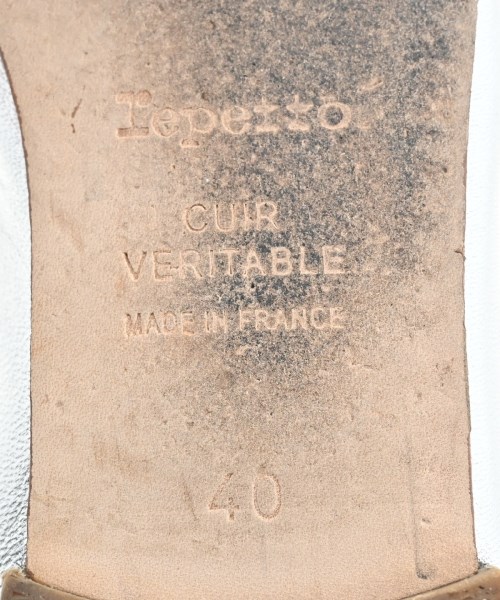 repetto
CUIR
VERITABLE
MADE IN FRANCE
40